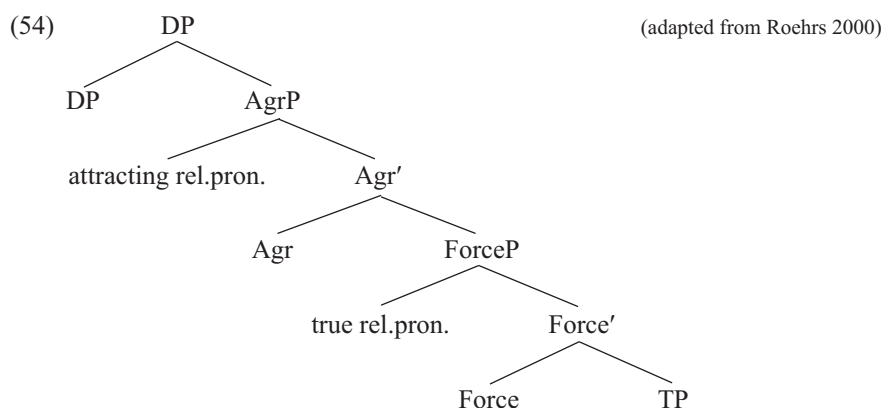 (54) DP (adapted from Roehrs 2000)
DP AgrP
attracting rel.pron. Agr′
Agr ForceP
true rel.pron. Force′
Force TP